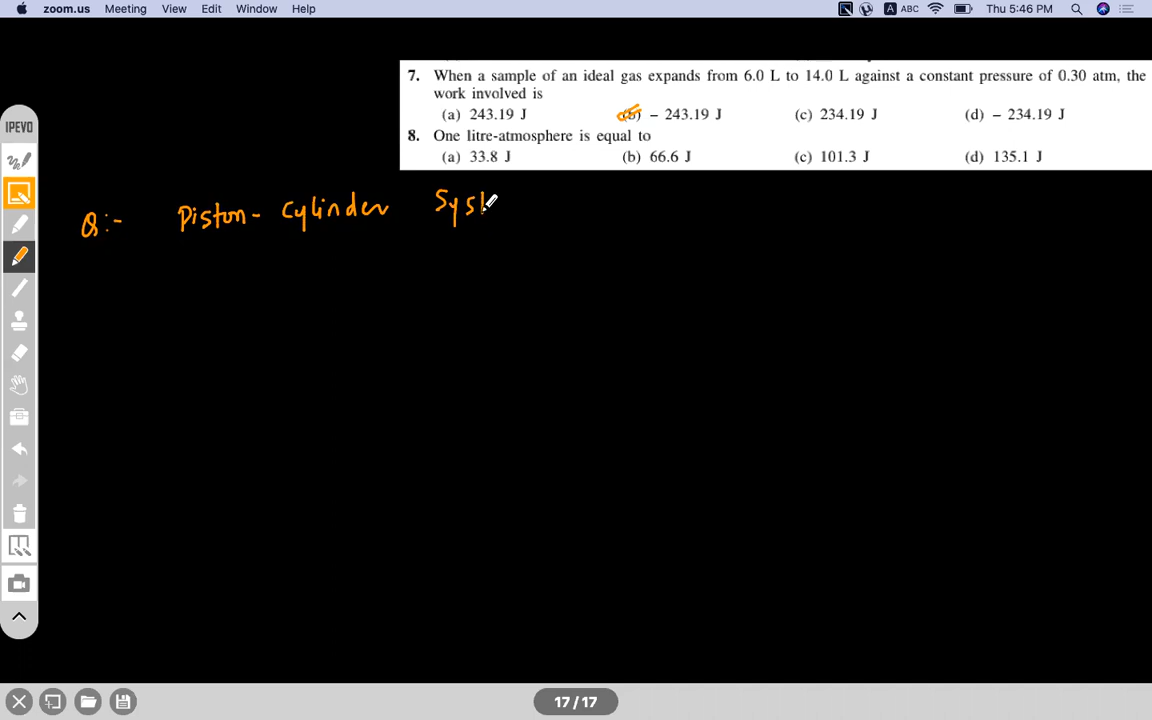 zoom.us Meeting View Edit Window Help A ABC Thu 5:46 PM
IPEVO
7. When a sample of an ideal gas expands from 6.0 L to 14.0 L against a constant pressure of 0.30 atm, the
work involved is
(a) 243.19 J (b) – 243.19 J (c) 234.19 J (d) – 234.19 J
8. One litre-atmosphere is equal to
(a) 33.8 J (b) 66.6 J (c) 101.3 J (d) 135.1 J
Q:- Piston- Cylinder
17/17